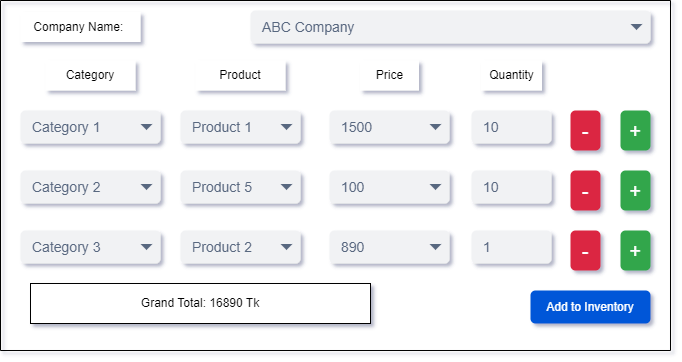 Company Name: ABC Company
Category Product Price Quantity
Category 1 Product 1 1500 10 - +
Category 2 Product 5 100 10 - +
Category 3 Product 2 890 1 - +
Grand Total: 16890 Tk Add to Inventory